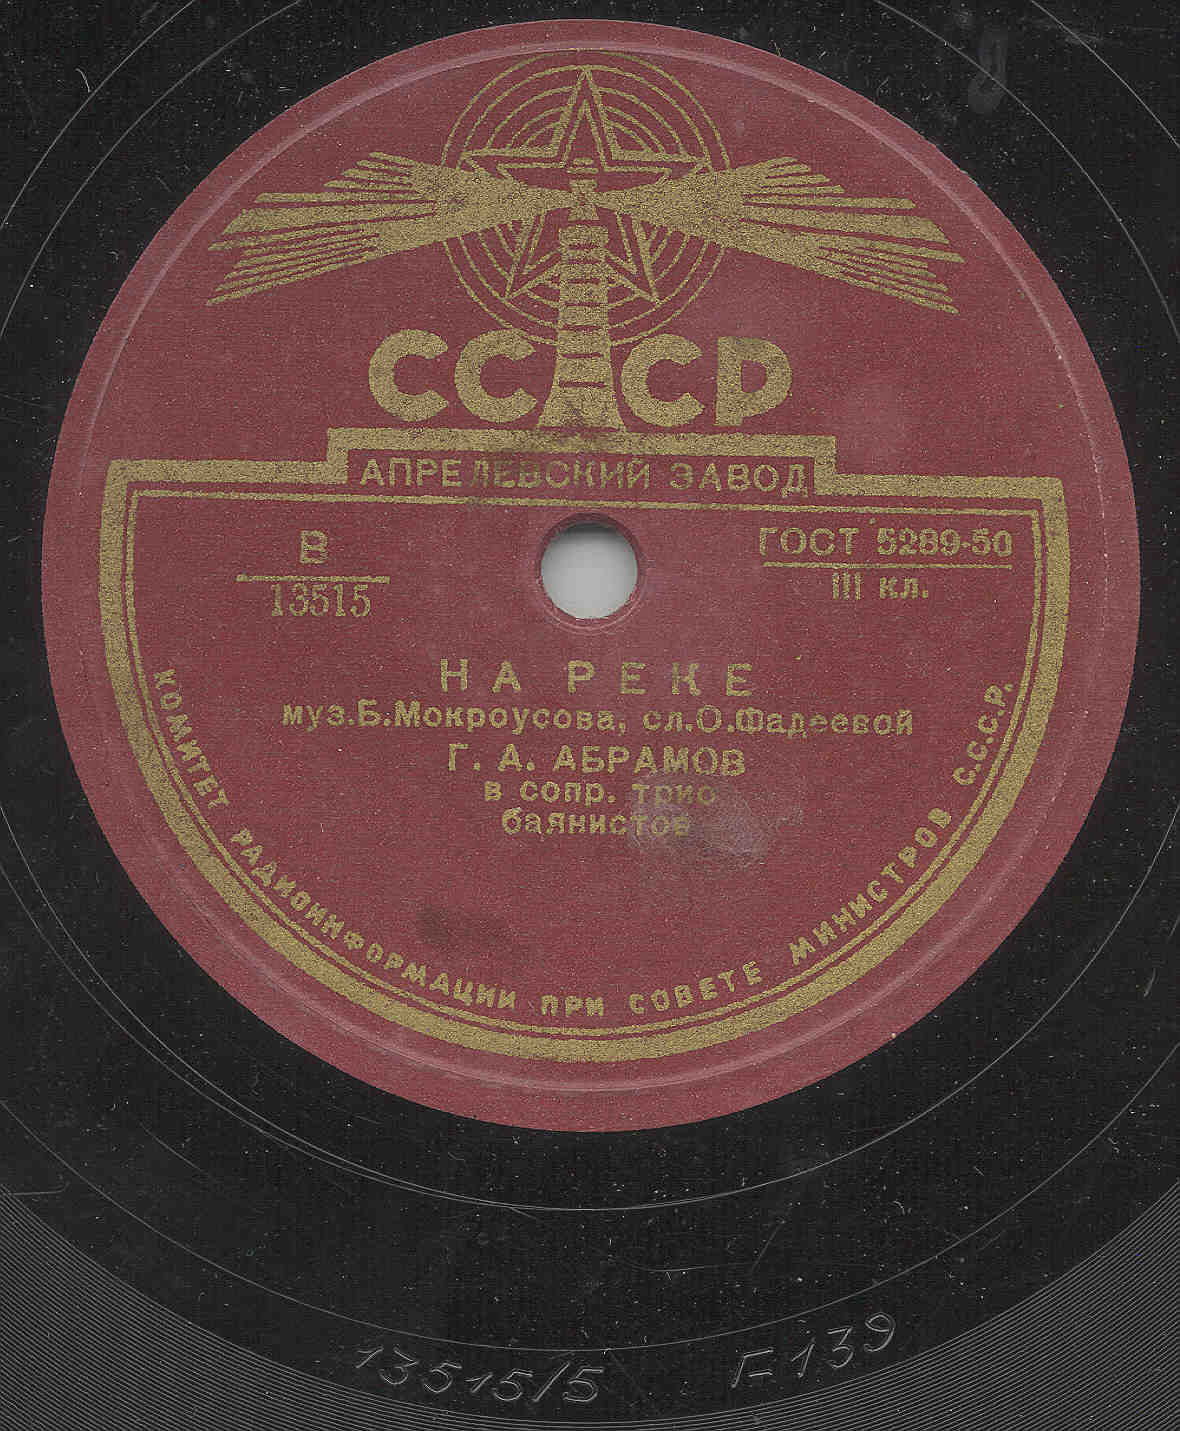 СССР
АПРЕЛЕВСКИЙ ЗАВОД
В
13515
ГОСТ 5289-50
III кл.
НА РЕКЕ
муз.Б.Мокроусова, сл.О.Фадеевой
Г. А. АБРАМОВ
в сопр. трио
баянистов
КОМИТЕТ РАДИОИНФОРМАЦИИ ПРИ СОВЕТЕ МИНИСТРОВ С.С.С.Р.
13515/5 Г-139